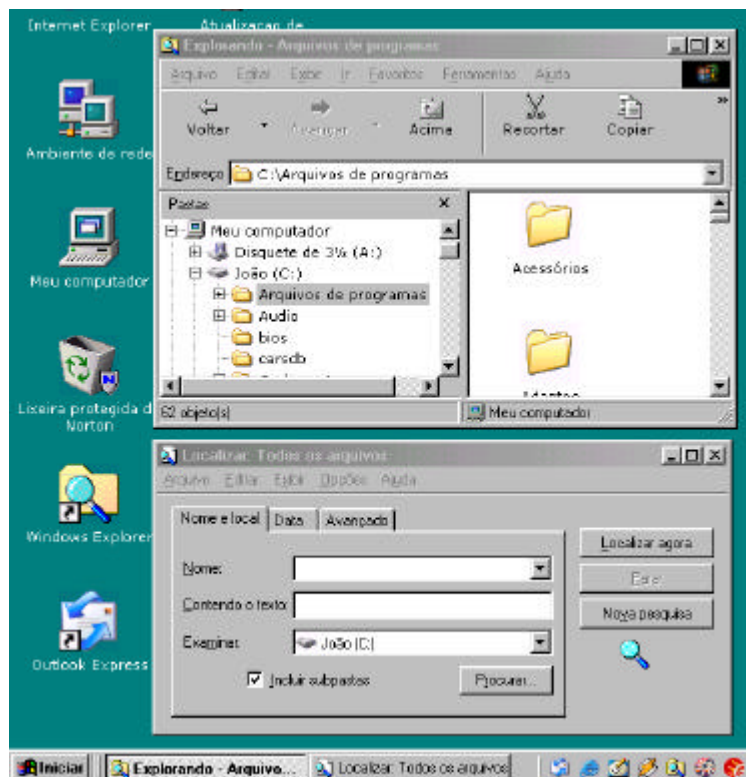 Internet Explorer
Atualizacao de
Ambiente de rede
Meu computador
Lixeira protegida d
Norton
Windows Explorer
Outlook Express
Explorando - Arquivos de programas
Arquivo Editar Exibir Ir Favoritos Ferramentas Ajuda
Voltar Avançar Acima Recortar Copiar »
Endereço C:\Arquivos de programas
Pastas x
Meu computador
Disquete de 3½ (A:)
João (C:)
Arquivos de programas
Audio
bios
carsdb
Acessórios
62 objeto(s) Meu computador
Localizar: Todos os arquivos
Arquivo Editar Exibir Opções Ajuda
Nome e local Data Avançado
Nome:
Contendo o texto:
Examinar: João (C:)
Incluir subpastas
Procurar...
Localizar agora
Parar
Nova pesquisa
Iniciar Explorando - Arquivo... Localizar: Todos os arquivos